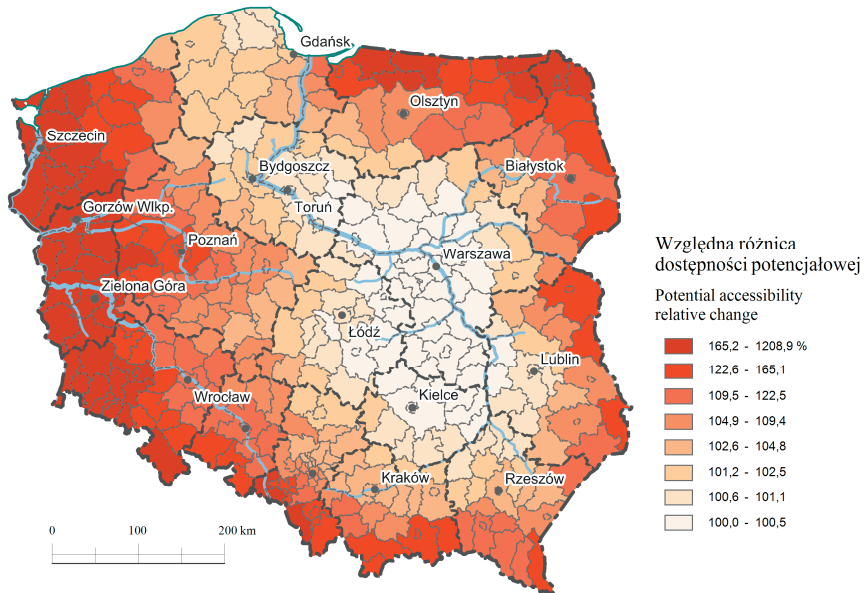 Gdańsk
Olsztyn
Szczecin
Bydgoszcz
Białystok
Toruń
Gorzów Wlkp.
Poznań
Warszawa
Zielona Góra
Łódź
Lublin
Wrocław
Kielce
Kraków
Rzeszów
0 100 200 km
Względna różnica
dostępności potencjałowej
Potential accessibility
relative change
165,2 - 1208,9 %
122,6 - 165,1
109,5 - 122,5
104,9 - 109,4
102,6 - 104,8
101,2 - 102,5
100,6 - 101,1
100,0 - 100,5